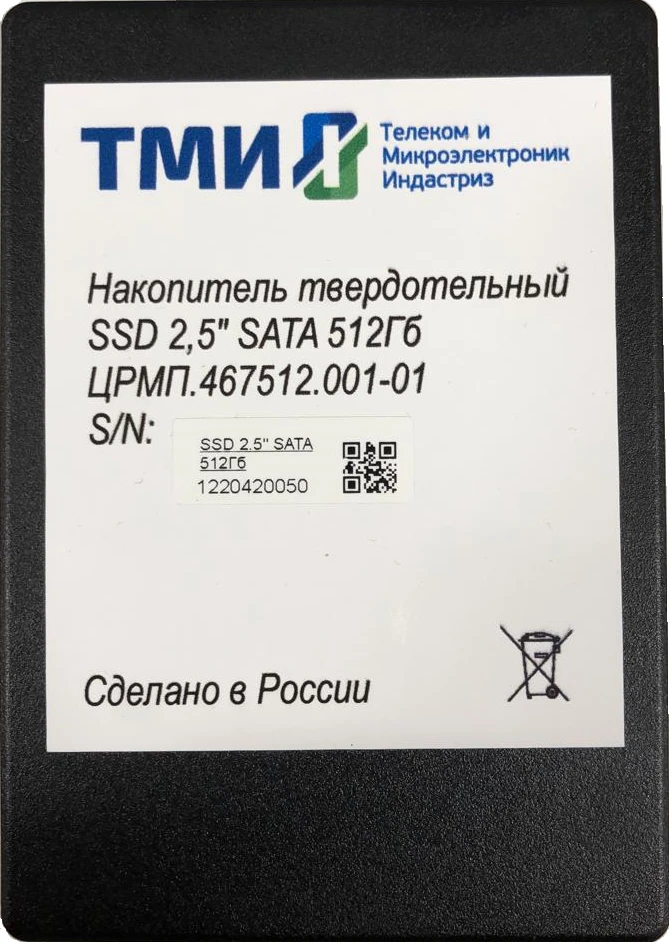 ТМИ
Телеком и
Микроэлектроник
Индастриз
Накопитель твердотельный
SSD 2,5" SATA 512Гб
ЦРМП.467512.001-01
S/N:
SSD 2.5" SATA
512Гб
1220420050
Сделано в России